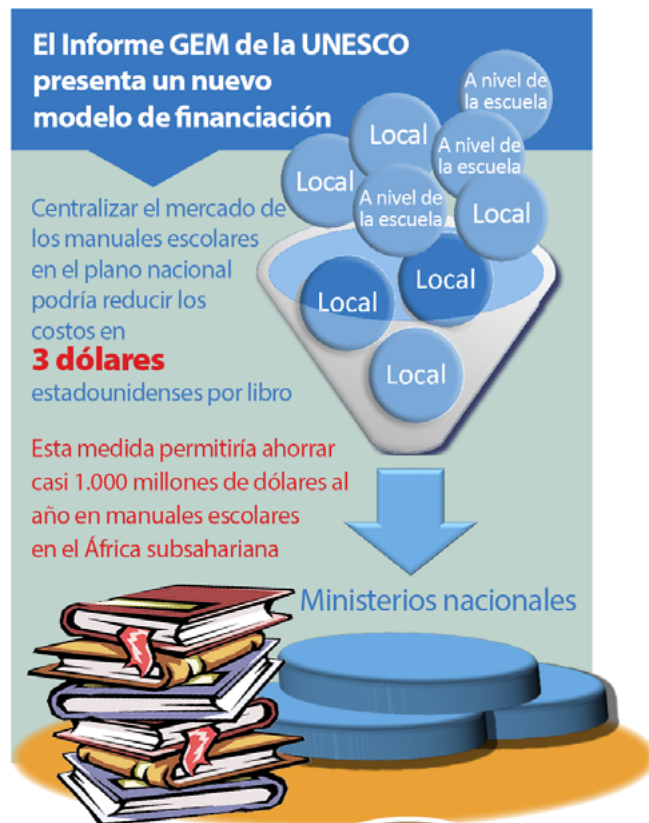 El Informe GEM de la UNESCO
presenta un nuevo
modelo de financiación
A nivel de
la escuela
Local
A nivel de
la escuela
Local
A nivel de
la escuela
Local
Centralizar el mercado de
los manuales escolares
en el plano nacional
podría reducir los
costos en
3 dólares
estadounidenses por libro
Local
Local
Local
Esta medida permitiría ahorrar
casi 1.000 millones de dólares al
año en manuales escolares
en el África subsahariana
Ministerios nacionales